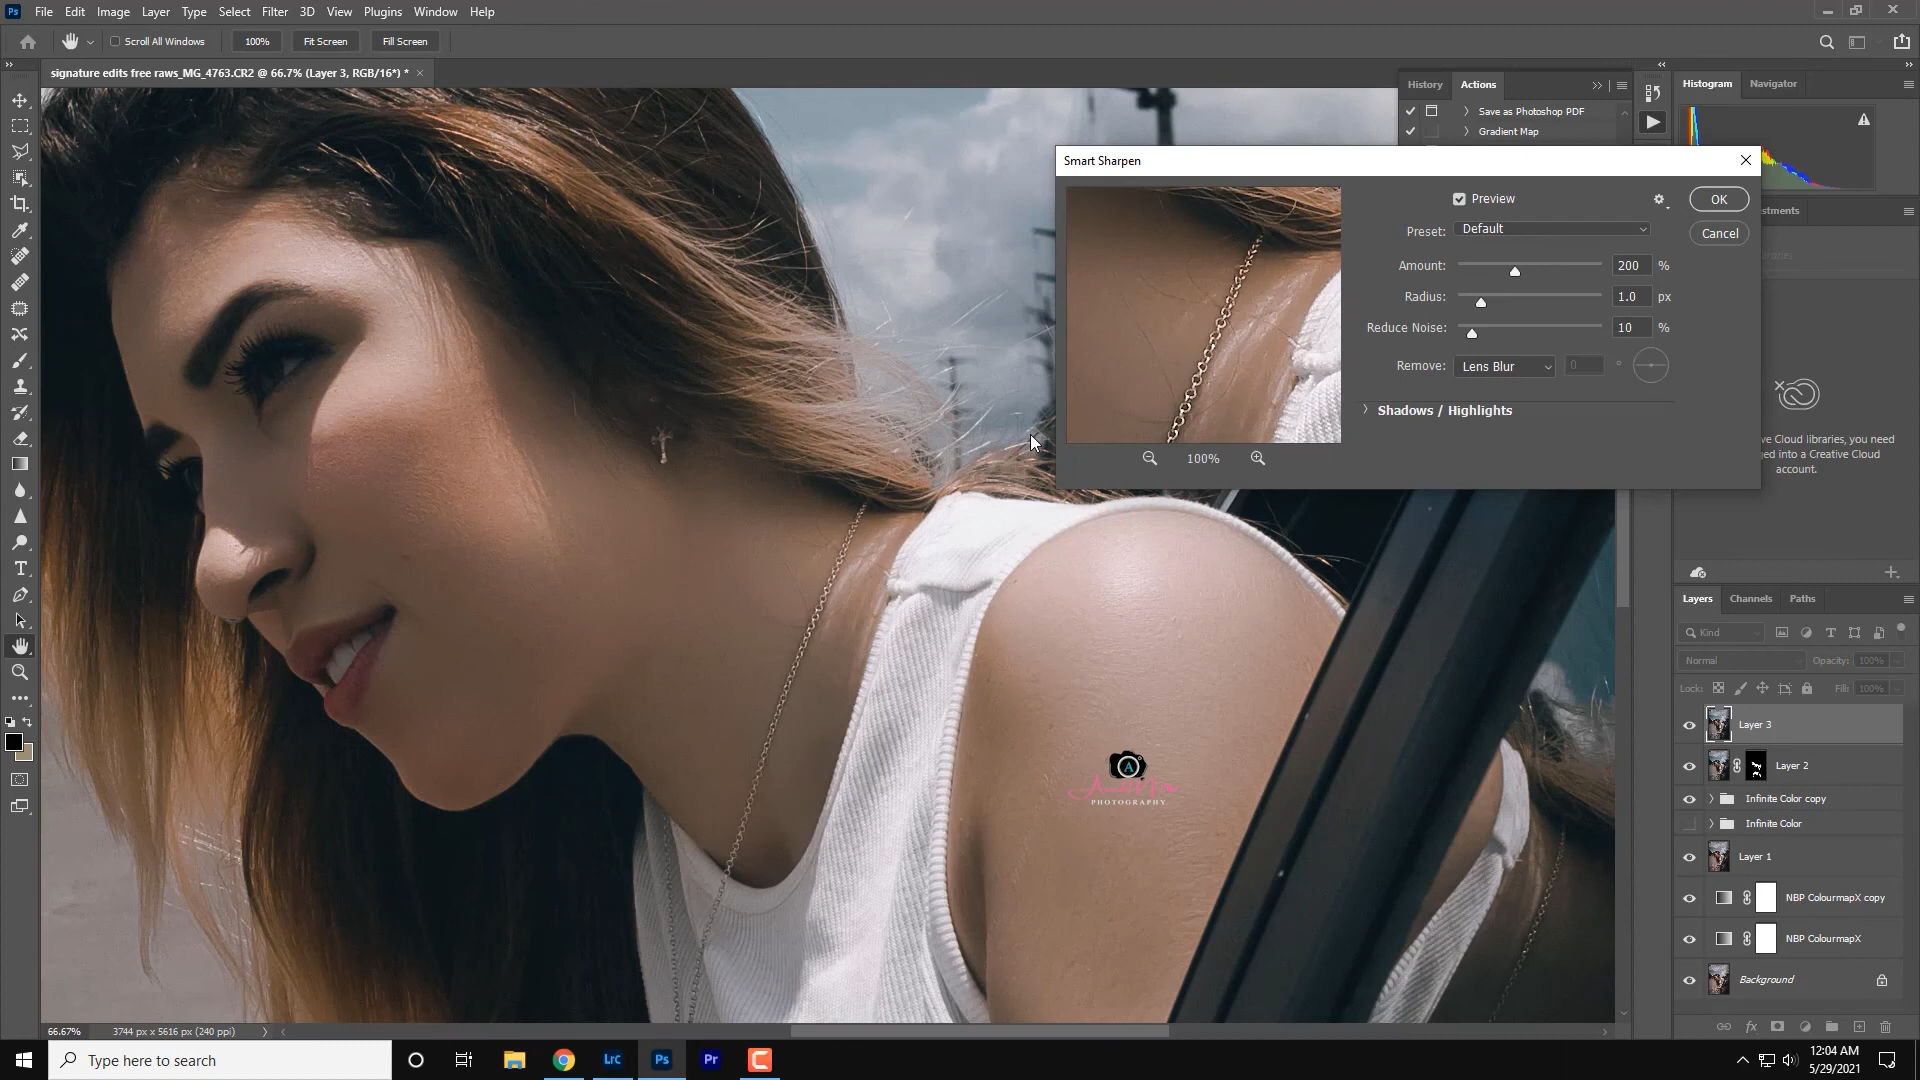 Ps File Edit Image Layer Type Select Filter 3D View Plugins Window Help
Scroll All Windows 100% Fit Screen Fill Screen
signature edits free raws_MG_4763.CR2 @ 66.7% (Layer 3, RGB/16*) * ×
History Actions
Save as Photoshop PDF
Gradient Map
Histogram Navigator
Smart Sharpen
Preview
OK
Preset: Default
Cancel
Amount: 200 %
Radius: 1.0 px
Reduce Noise: 10 %
Remove: Lens Blur 0 °
Shadows / Highlights
100%
stments
ve Cloud libraries, you need
ged into a Creative Cloud
account.
Layers Channels Paths
Kind
Normal Opacity: 100%
Lock: Fill: 100%
Layer 3
Layer 2
Infinite Color copy
Infinite Color
Layer 1
NBP ColourmapX copy
NBP ColourmapX
Background
A
PHOTOGRAPHY
66.67% 3744 px x 5616 px (240 ppi)
Type here to search
Lrc Ps Pr
12:04 AM
5/29/2021